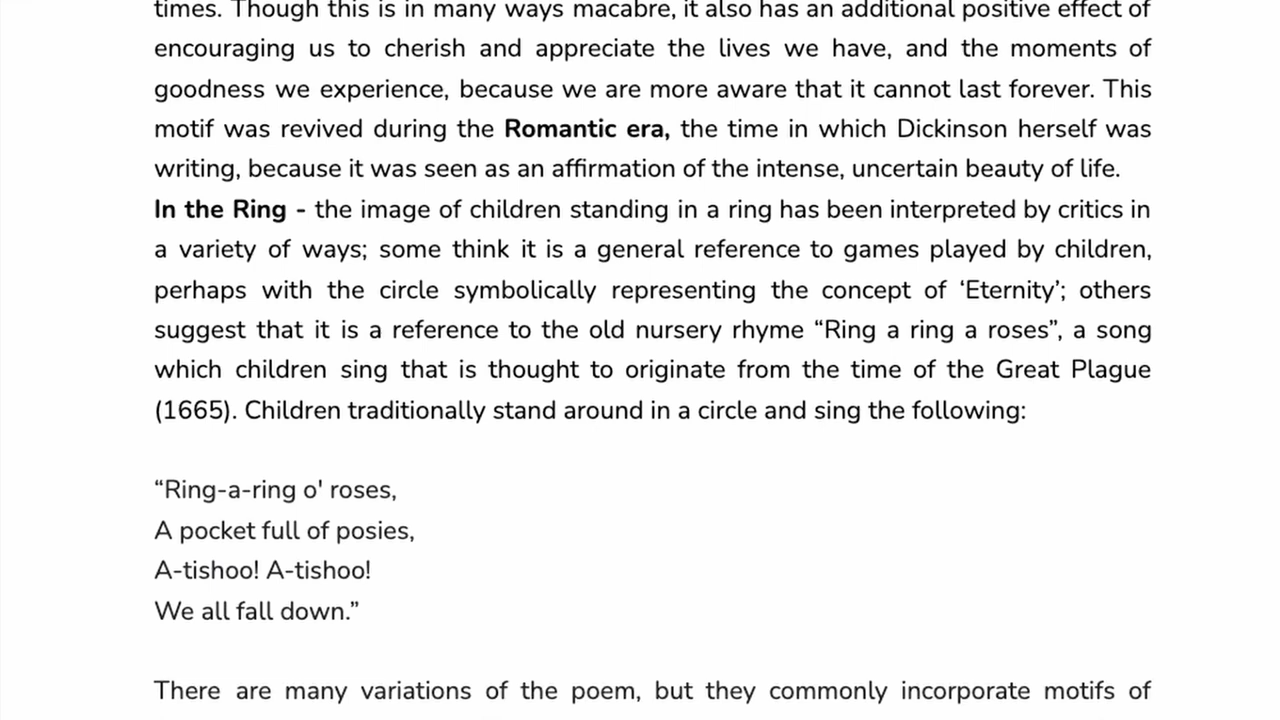 times. Though this is in many ways macabre, it also has an additional positive effect of
encouraging us to cherish and appreciate the lives we have, and the moments of
goodness we experience, because we are more aware that it cannot last forever. This
motif was revived during the Romantic era, the time in which Dickinson herself was
writing, because it was seen as an affirmation of the intense, uncertain beauty of life.
In the Ring - the image of children standing in a ring has been interpreted by critics in
a variety of ways; some think it is a general reference to games played by children,
perhaps with the circle symbolically representing the concept of ‘Eternity’; others
suggest that it is a reference to the old nursery rhyme “Ring a ring a roses”, a song
which children sing that is thought to originate from the time of the Great Plague
(1665). Children traditionally stand around in a circle and sing the following:
“Ring-a-ring o' roses,
A pocket full of posies,
A-tishoo! A-tishoo!
We all fall down.”
There are many variations of the poem, but they commonly incorporate motifs of